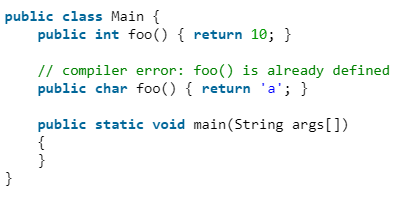 public class Main {
    public int foo() { return 10; }

    // compiler error: foo() is already defined
    public char foo() { return 'a'; }

    public static void main(String args[])
    {
    }
}